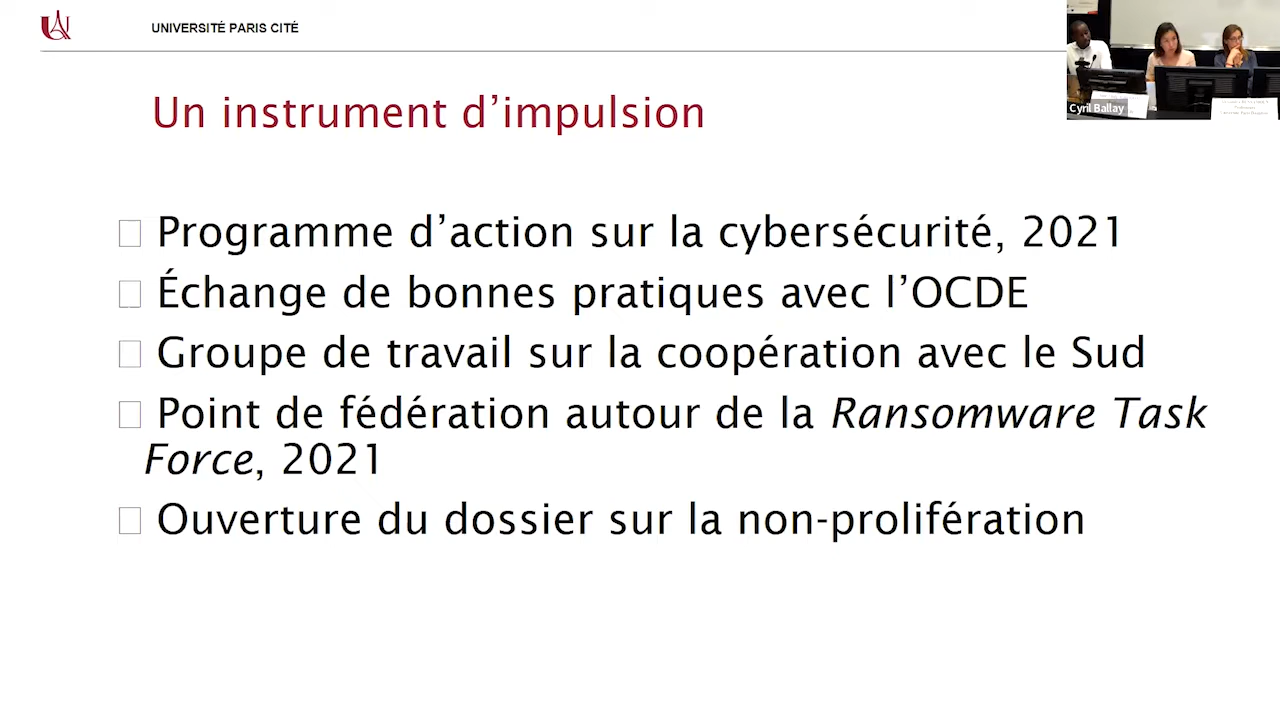 UNIVERSITÉ PARIS CITÉ
Cyril Ballay
Un instrument d’impulsion
Programme d’action sur la cybersécurité, 2021
Échange de bonnes pratiques avec l’OCDE
Groupe de travail sur la coopération avec le Sud
Point de fédération autour de la Ransomware Task
Force, 2021
Ouverture du dossier sur la non-prolifération